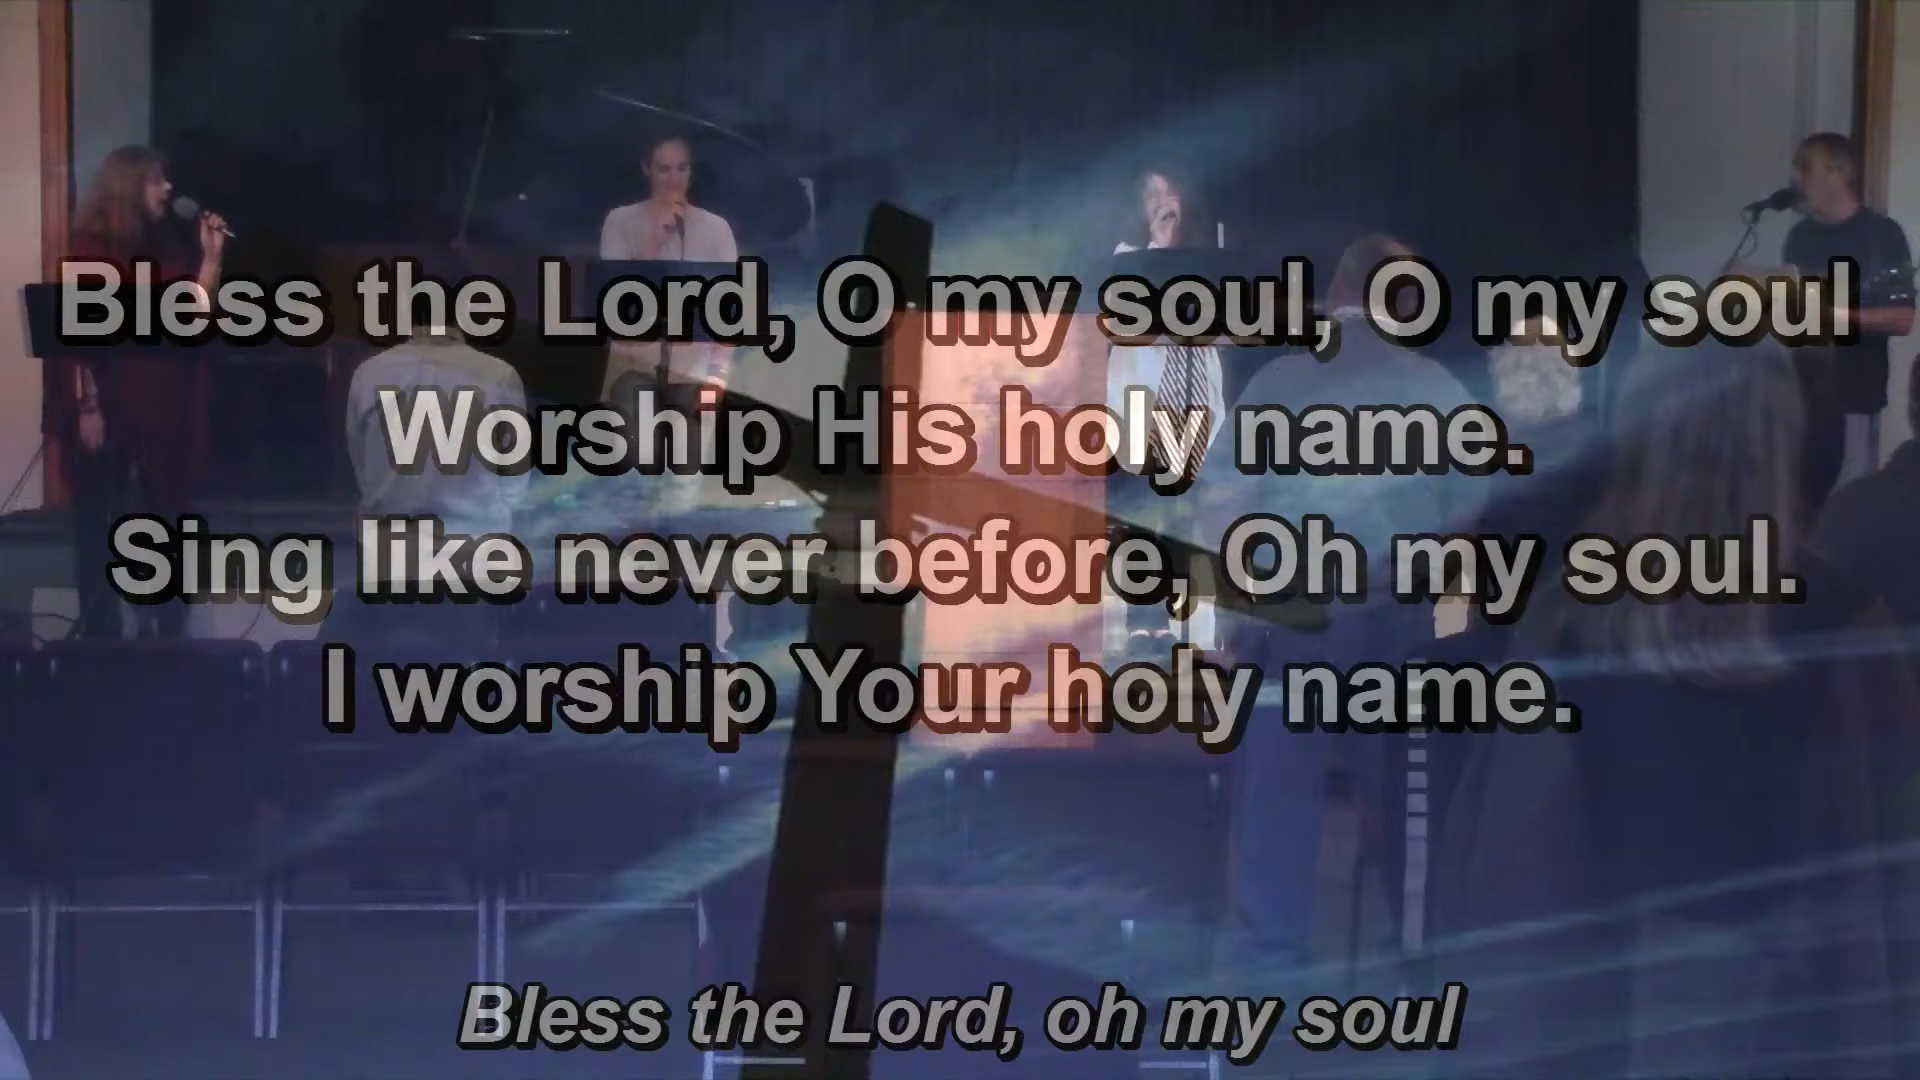 Bless the Lord, O my soul, O my soul
Worship His holy name.
Sing like never before, Oh my soul.
I worship Your holy name.
Bless the Lord, oh my soul